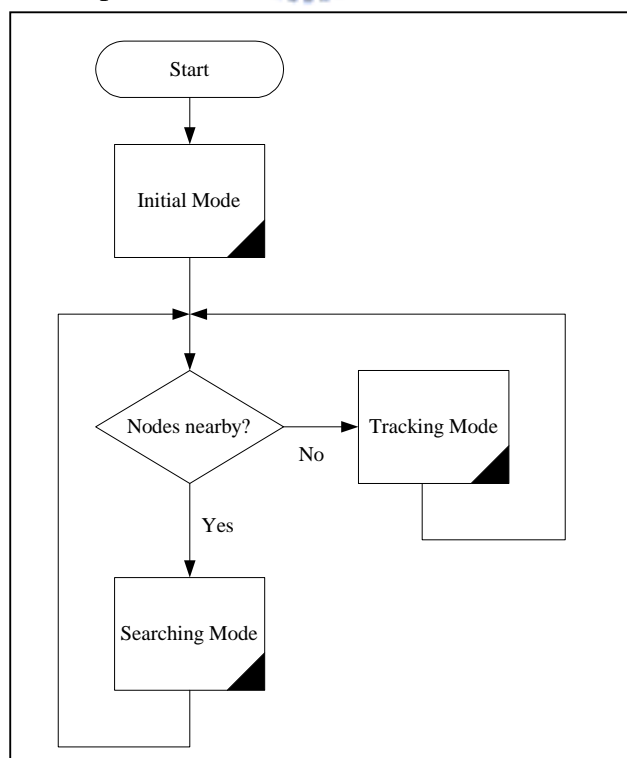 Start
Initial Mode
Nodes nearby?
Tracking Mode
No
Yes
Searching Mode